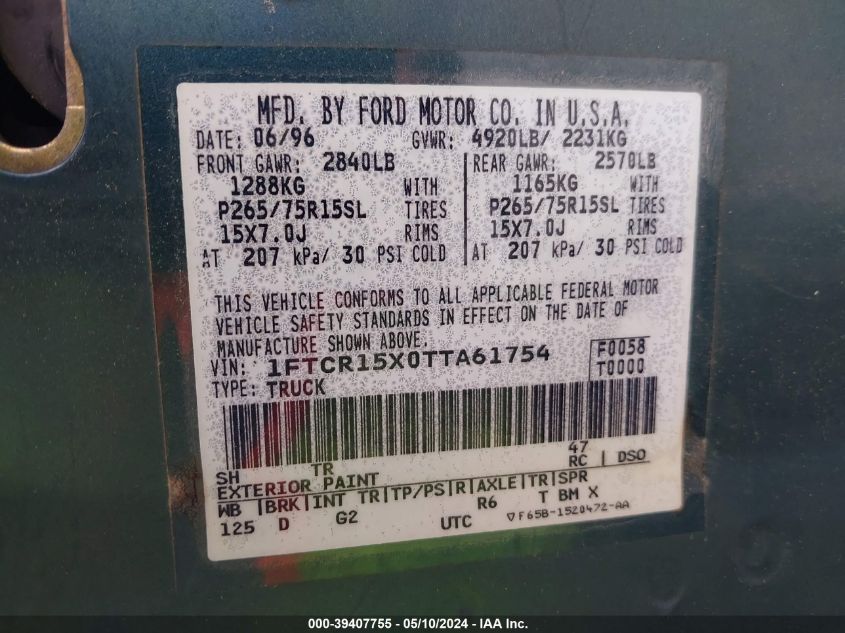 MFD. BY FORD MOTOR CO. IN U.S.A.
DATE: 06/96 GVWR: 4920LB/ 2231KG
FRONT GAWR: 2840LB REAR GAWR: 2570LB
1288KG WITH 1165KG WITH
P265/75R15SL TIRES P265/75R15SL TIRES
15X7.0J RIMS 15X7.0J RIMS
AT 207 kPa/ 30 PSI COLD AT 207 kPa/ 30 PSI COLD
THIS VEHICLE CONFORMS TO ALL APPLICABLE FEDERAL MOTOR
VEHICLE SAFETY STANDARDS IN EFFECT ON THE DATE OF
MANUFACTURE SHOWN ABOVE.
VIN: 1FTCR15X0TTA61754 F0058
TYPE: TRUCK T0000
SH TR 47
EXTERIOR PAINT RC | DSO
WB |BRK|INT TR|TP/PS|R|AXLE|TR|SPR
125 D G2 UTC R6 T BM X
▽F65B-1520472-AA
000-39407755 - 05/10/2024 - IAA Inc.